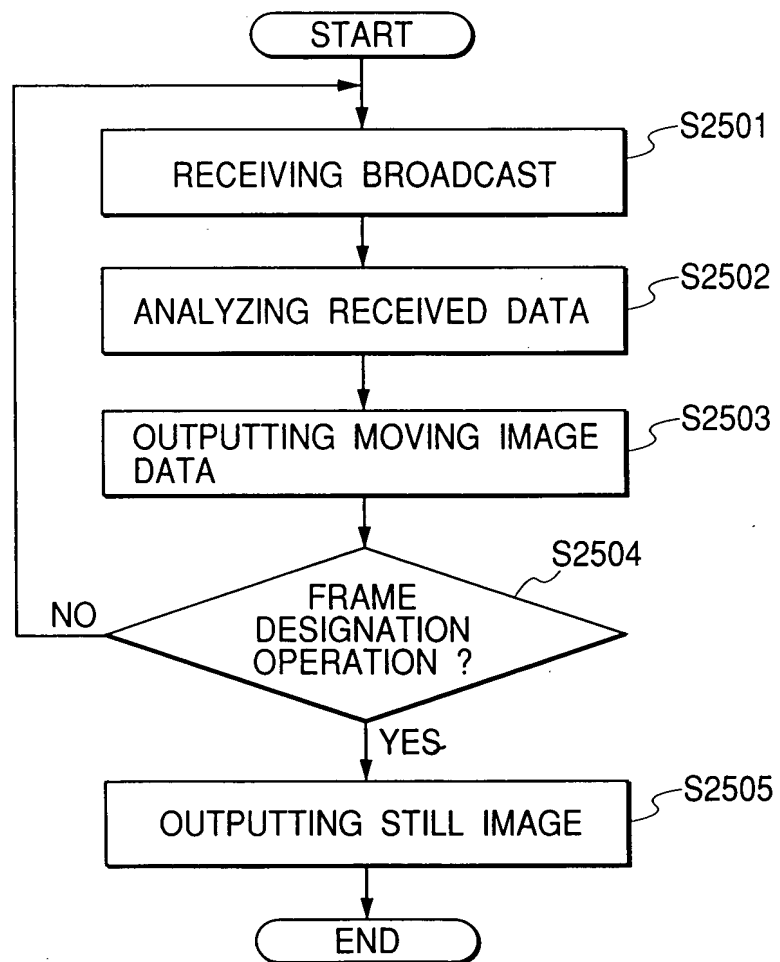 START
RECEIVING BROADCAST
S2501
ANALYZING RECEIVED DATA
S2502
OUTPUTTING MOVING IMAGE
DATA
S2503
FRAME
DESIGNATION
OPERATION ?
S2504
NO
YES
OUTPUTTING STILL IMAGE
S2505
END